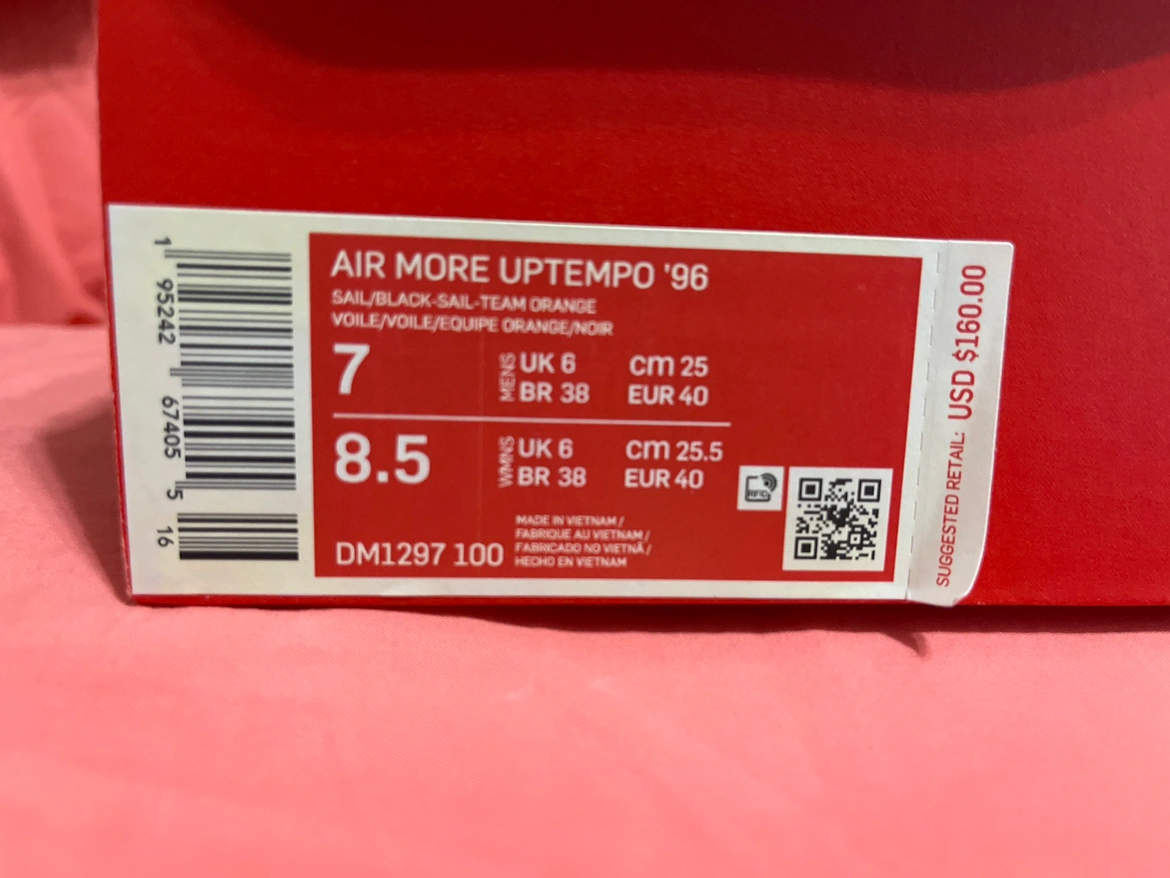 AIR MORE UPTEMPO '96
SAIL/BLACK-SAIL-TEAM ORANGE
VOILE/VOILE/EQUIPE ORANGE/NOIR
7
MENS
UK 6
cm 25
BR 38
EUR 40
8.5
WMNS
UK 6
cm 25.5
BR 38
EUR 40
DM1297 100
MADE IN VIETNAM /
FABRIQUE AU VIETNAM /
FABRICADO NO VIETNÃ /
HECHO EN VIETNAM
RFID
1 95242 67405 5 16
SUGGESTED RETAIL: USD $160.00